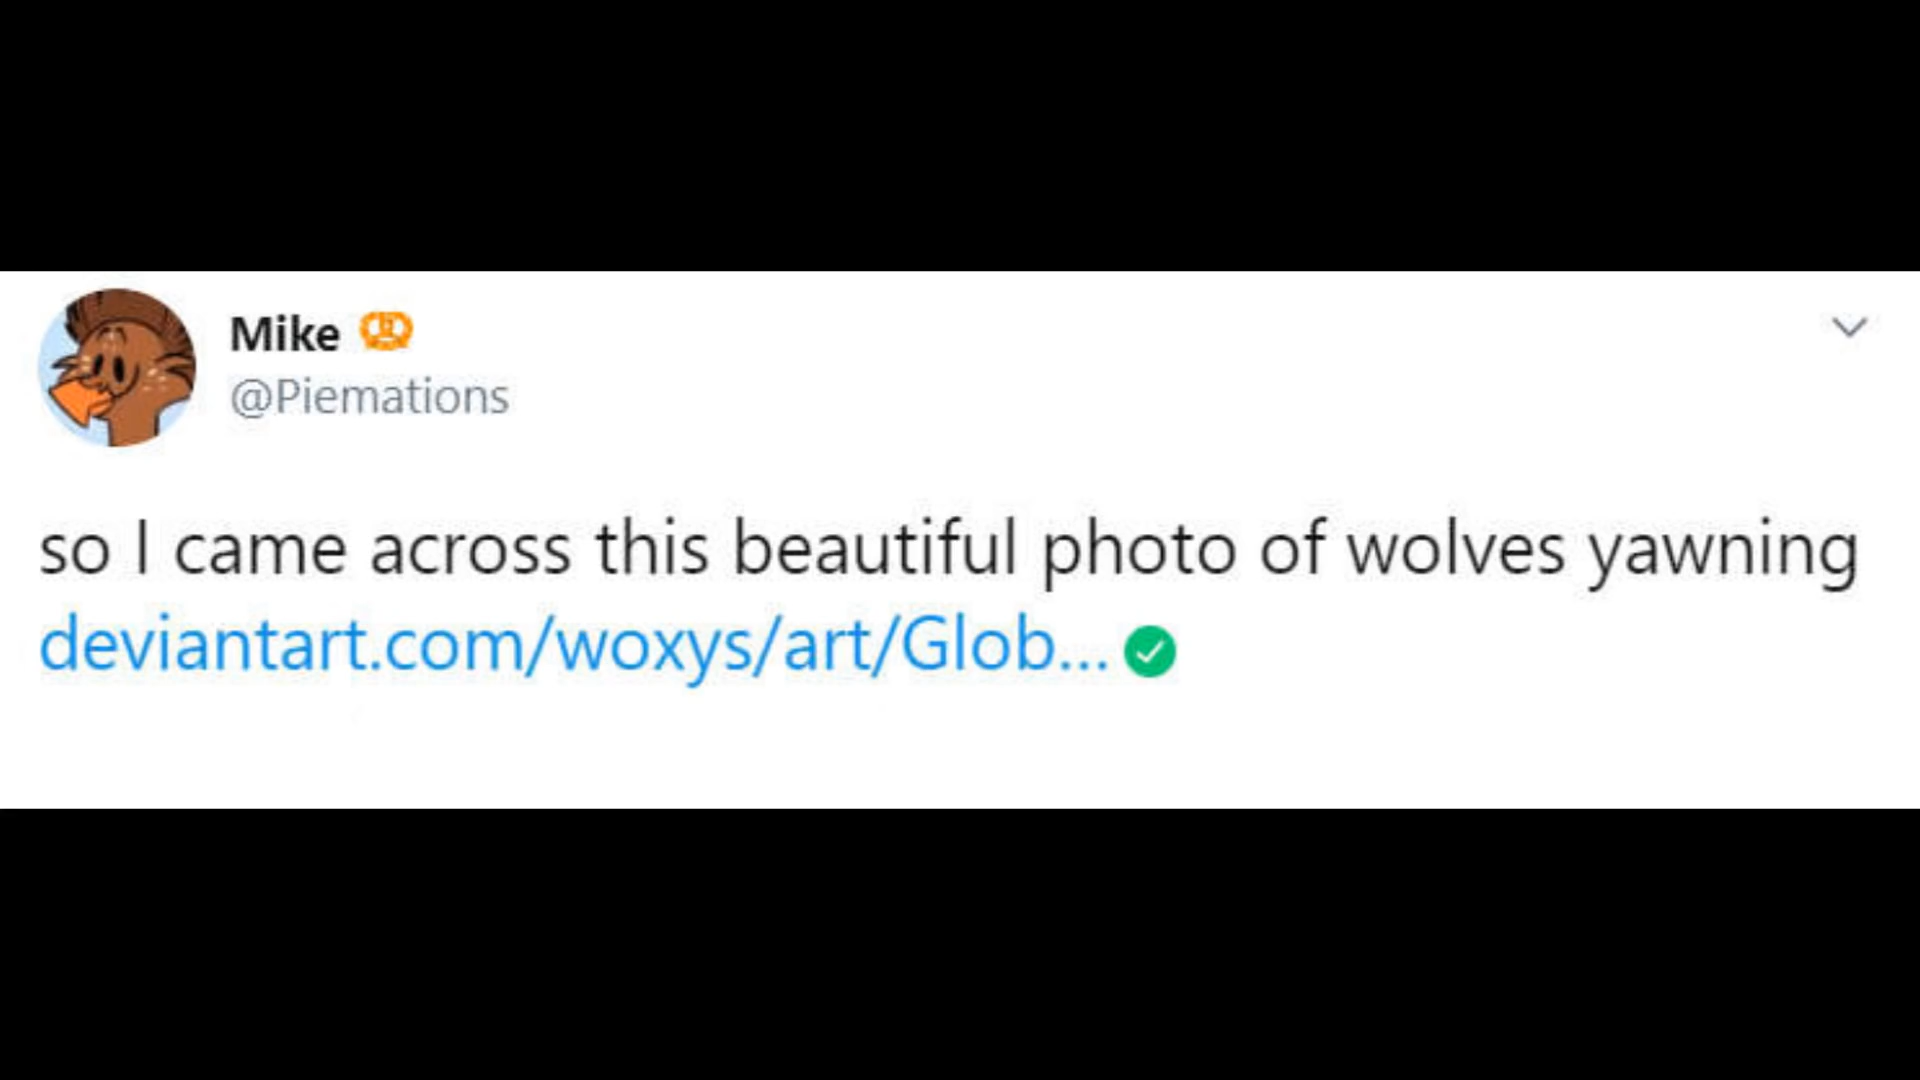 Mike 🥨
@Piemations
so I came across this beautiful photo of wolves yawning
deviantart.com/woxys/art/Glob...